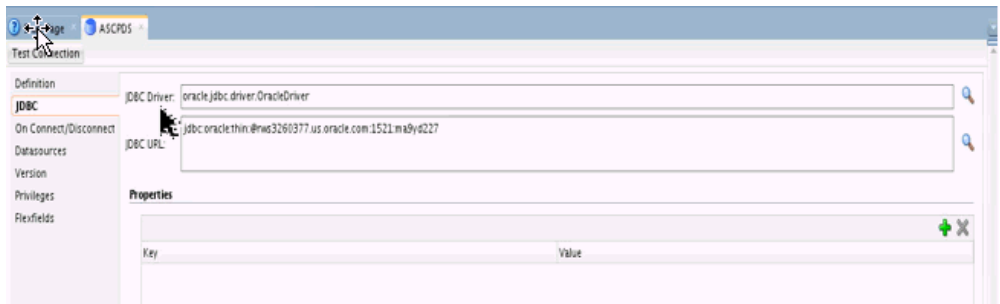 ASCPDS
Test Connection
Definition
JDBC
On Connect/Disconnect
Datasources
Version
Privileges
Flexfields
JDBC Driver: oracle.jdbc.driver.OracleDriver
JDBC URL: jdbc:oracle:thin:@rws3260377.us.oracle.com:1521:ma9yd227
Properties
Key Value